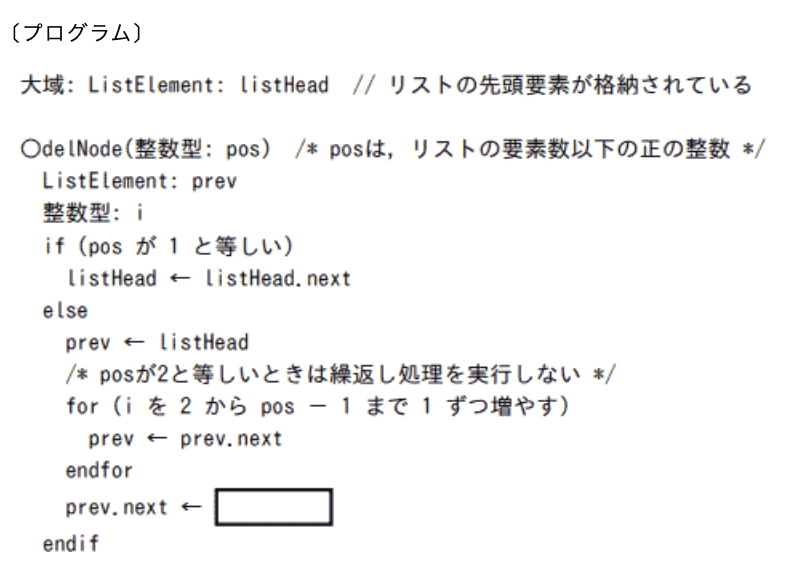 〔プログラム〕
大域: ListElement: listHead // リストの先頭要素が格納されている
○delNode(整数型: pos) /* posは，リストの要素数以下の正の整数 */
ListElement: prev
整数型: i
if (pos が 1 と等しい)
listHead ← listHead.next
else
prev ← listHead
/* posが2と等しいときは繰返し処理を実行しない */
for (i を 2 から pos − 1 まで 1 ずつ増やす)
prev ← prev.next
endfor
prev.next ←
endif